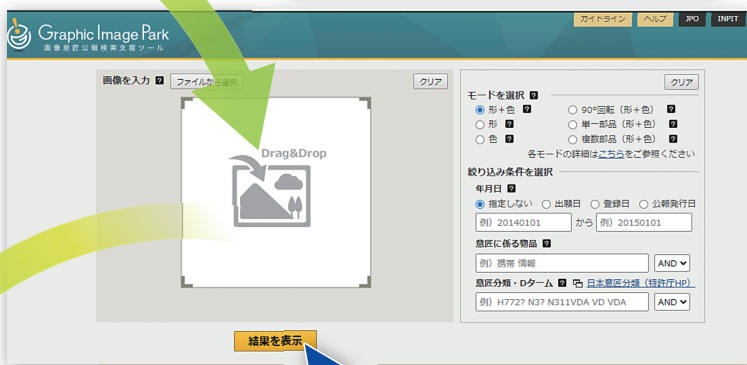 ガイドライン ヘルプ JPO INPIT
Graphic Image Park
画像意匠公報検索支援ツール
画像を入力 ? ファイルから選択 クリア
Drag&Drop
結果を表示
クリア
モードを選択 ?
形+色 ? 90°回転（形+色） ?
形 ? 単一部品（形+色） ?
色 ? 複数部品（形+色） ?
各モードの詳細はこちらをご参照ください
絞り込み条件を選択
年月日 ?
指定しない 出願日 登録日 公報発行日
例）20140101 から 例）20150101
意匠に係る物品 ?
例）携帯 情報 AND
意匠分類・Dターム ? 日本意匠分類（特許庁HP）
例）H772? N3? N311VDA VD VDA AND